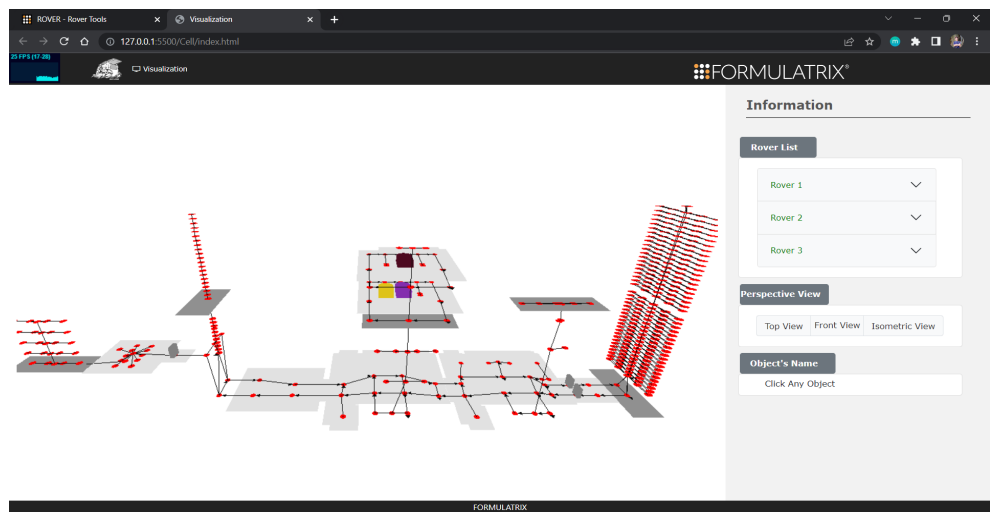 ROVER - Rover Tools
Visualization
127.0.0.1:5500/Cell/index.html
25 FPS (17-28)
Visualization
FORMULATRIX®
Information
Rover List
Rover 1
Rover 2
Rover 3
Perspective View
Top View Front View Isometric View
Object's Name
Click Any Object
FORMULATRIX